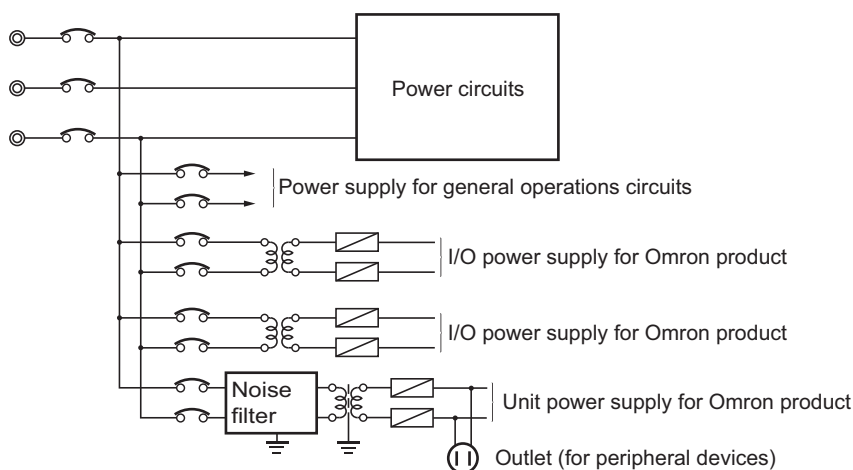 Power circuits
Power supply for general operations circuits
I/O power supply for Omron product
I/O power supply for Omron product
Noise
filter
Unit power supply for Omron product
Outlet (for peripheral devices)